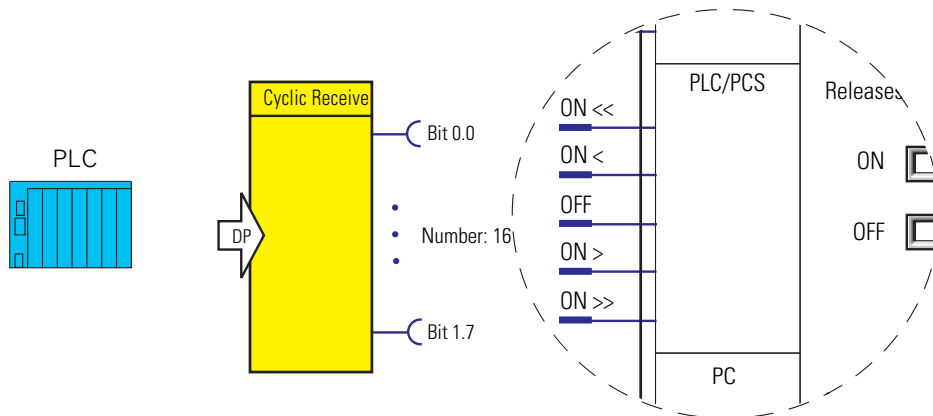 PLC
Cyclic Receive
DP
Bit 0.0
Number: 16
Bit 1.7
ON <<
ON <
OFF
ON >
ON >>
PLC/PCS
PC
Releases
ON
OFF